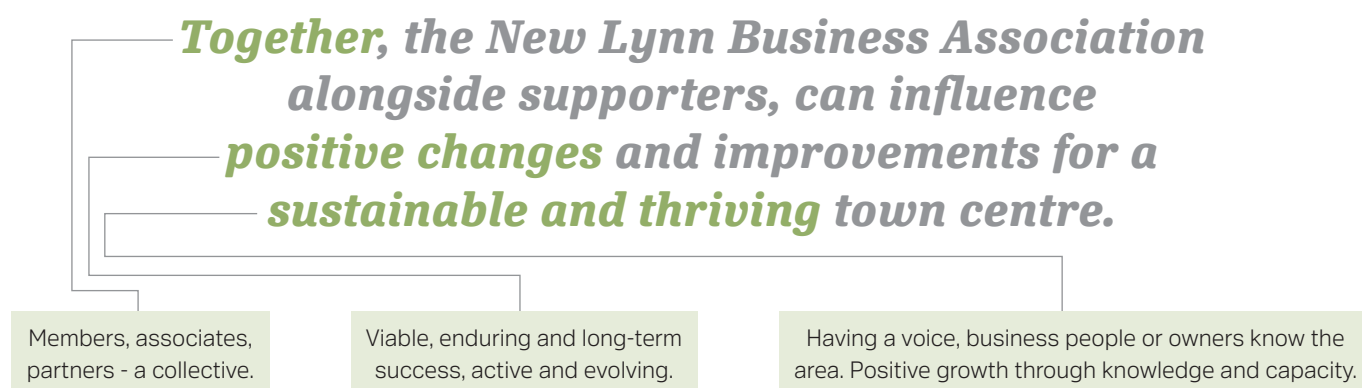 Together, the New Lynn Business Association
alongside supporters, can influence
positive changes and improvements for a
sustainable and thriving town centre.
Members, associates,
partners - a collective.
Viable, enduring and long-term
success, active and evolving.
Having a voice, business people or owners know the
area. Positive growth through knowledge and capacity.